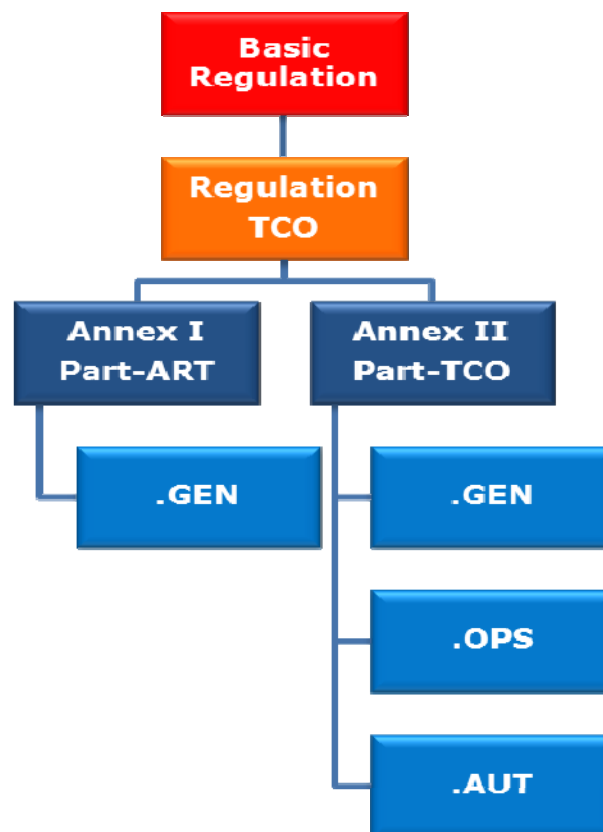 Basic
Regulation
Regulation
TCO
Annex I
Part-ART
Annex II
Part-TCO
.GEN
.GEN
.OPS
.AUT